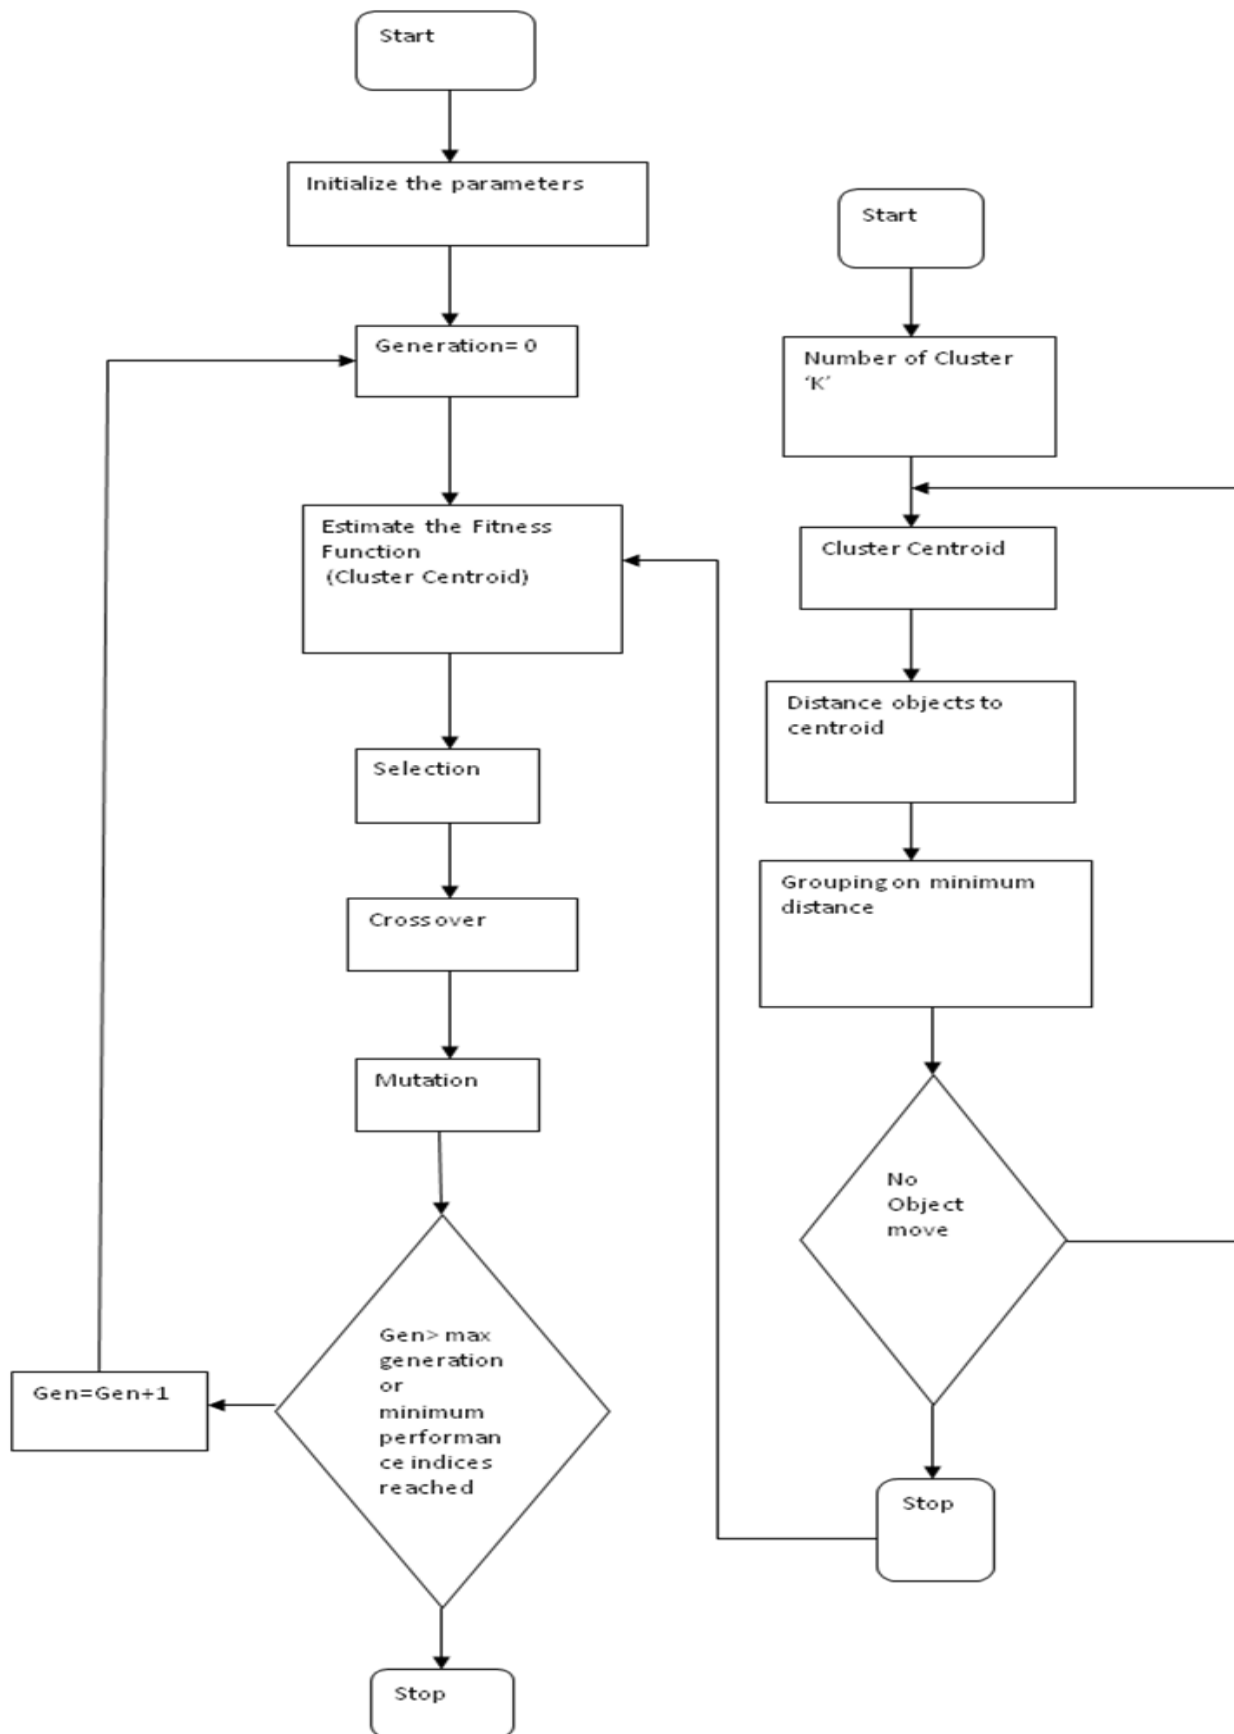 Start
Initialize the parameters
Generation= 0
Estimate the Fitness
Function
(Cluster Centroid)
Selection
Crossover
Mutation
Gen> max
generation
or
minimum
performan
ce indices
reached
Gen=Gen+1
Stop
Start
Number of Cluster
‘K’
Cluster Centroid
Distance objects to
centroid
Grouping on minimum
distance
No
Object
move
Stop